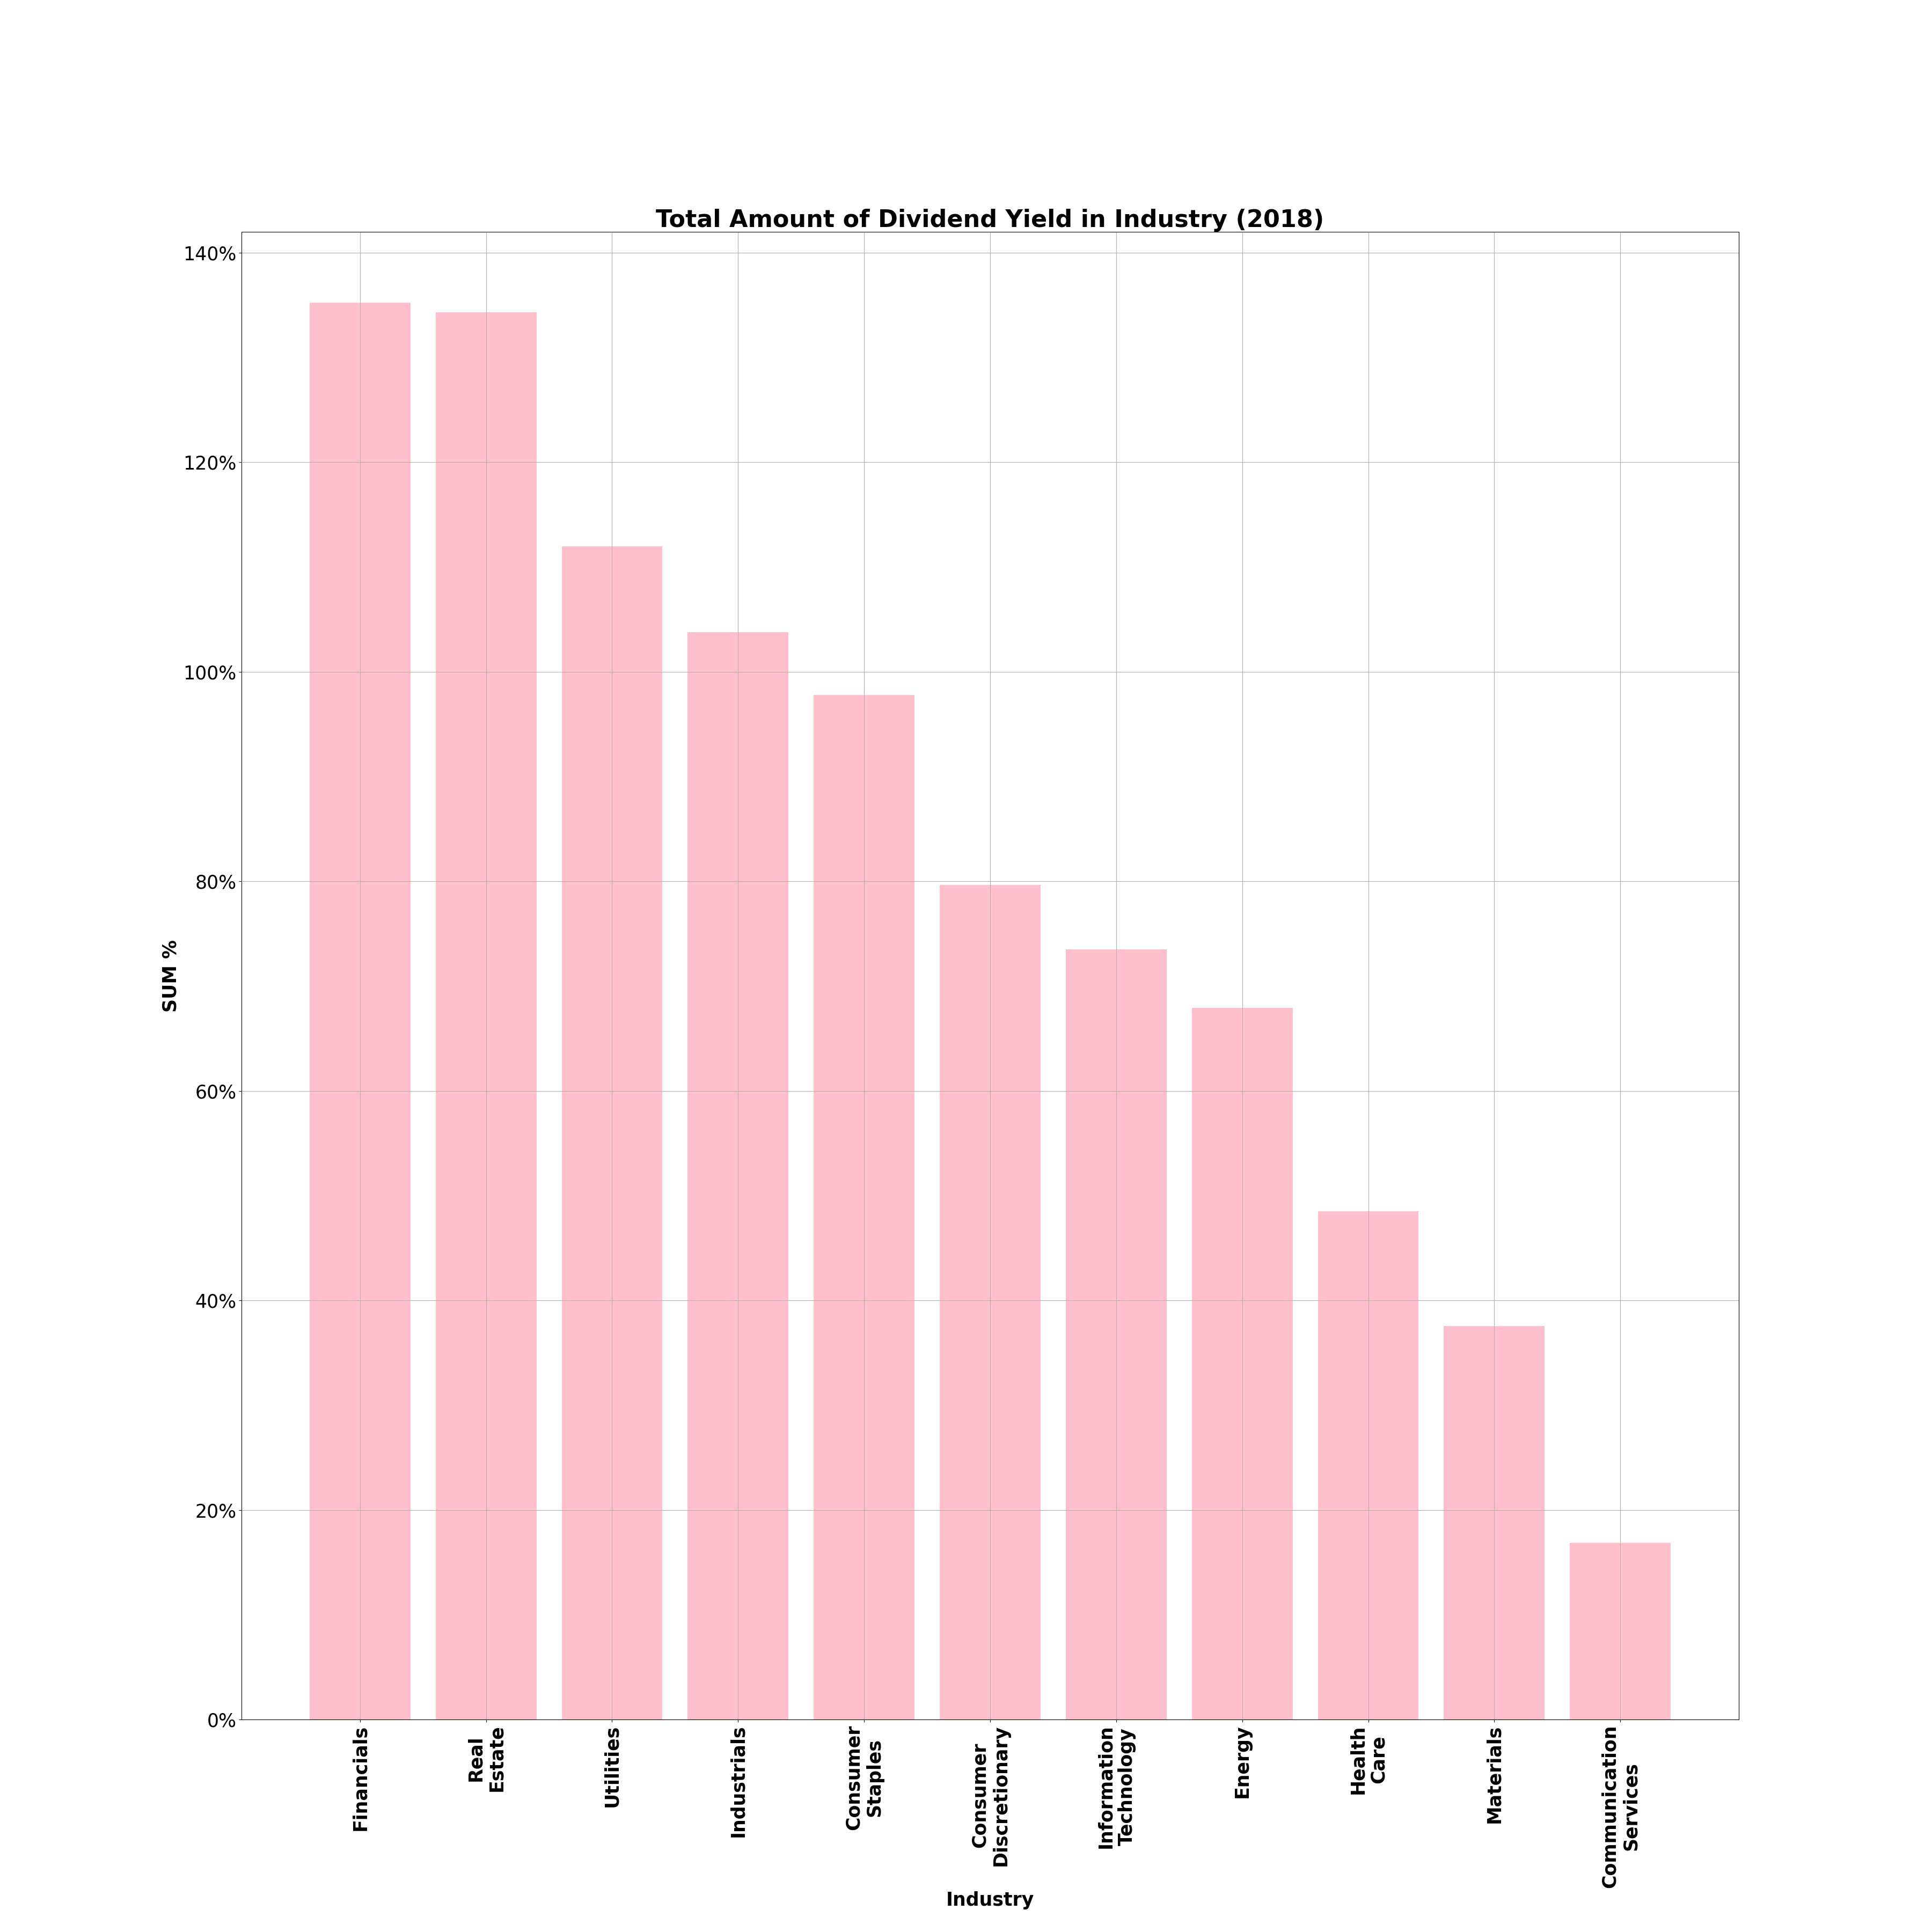 Total Amount of Dividend Yield in Industry (2018)
140%
120%
100%
80%
60%
40%
20%
0%
SUM %
Financials
Real
Estate
Utilities
Industrials
Consumer
Staples
Consumer
Discretionary
Information
Technology
Energy
Health
Care
Materials
Communication
Services
Industry